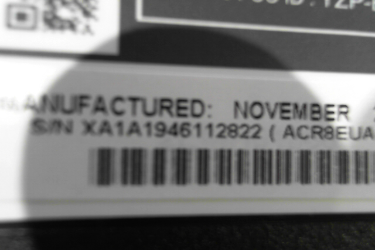 ANUFACTURED: NOVEMBER
S/N XA1A1946112822 ( ACR8EUA